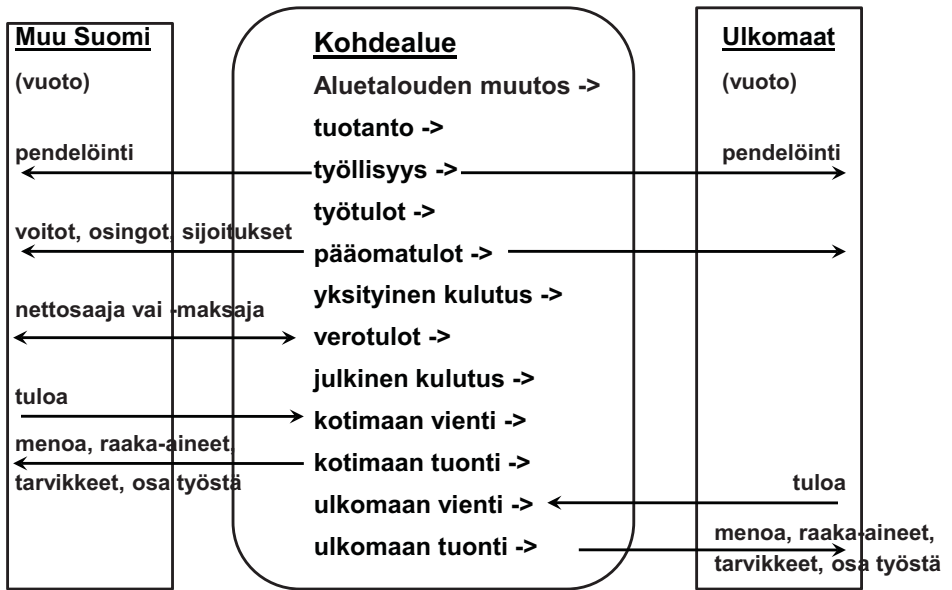 Muu Suomi
(vuoto)
pendelöinti
voitot, osingot, sijoitukset
nettosaaja vai -maksaja
tuloa
menoa, raaka-aineet,
tarvikkeet, osa työstä
Kohdealue
Aluetalouden muutos ->
tuotanto ->
työllisyys ->
työtulot ->
pääomatulot ->
yksityinen kulutus ->
verotulot ->
julkinen kulutus ->
kotimaan vienti ->
kotimaan tuonti ->
ulkomaan vienti ->
ulkomaan tuonti ->
Ulkomaat
(vuoto)
pendelöinti
tuloa
menoa, raaka-aineet,
tarvikkeet, osa työstä